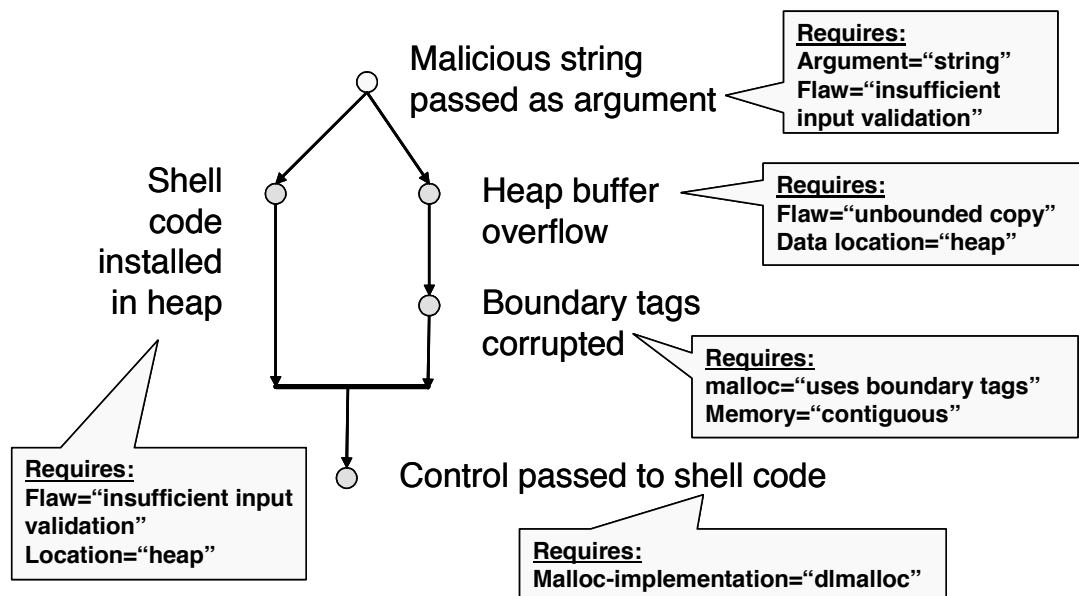 Malicious string
passed as argument
Requires:
Argument=“string”
Flaw=“insufficient
input validation”
Shell
code
installed
in heap
Heap buffer
overflow
Requires:
Flaw=“unbounded copy”
Data location=“heap”
Boundary tags
corrupted
Requires:
malloc=“uses boundary tags”
Memory=“contiguous”
Requires:
Flaw=“insufficient input
validation”
Location=“heap”
Control passed to shell code
Requires:
Malloc-implementation=“dlmalloc”